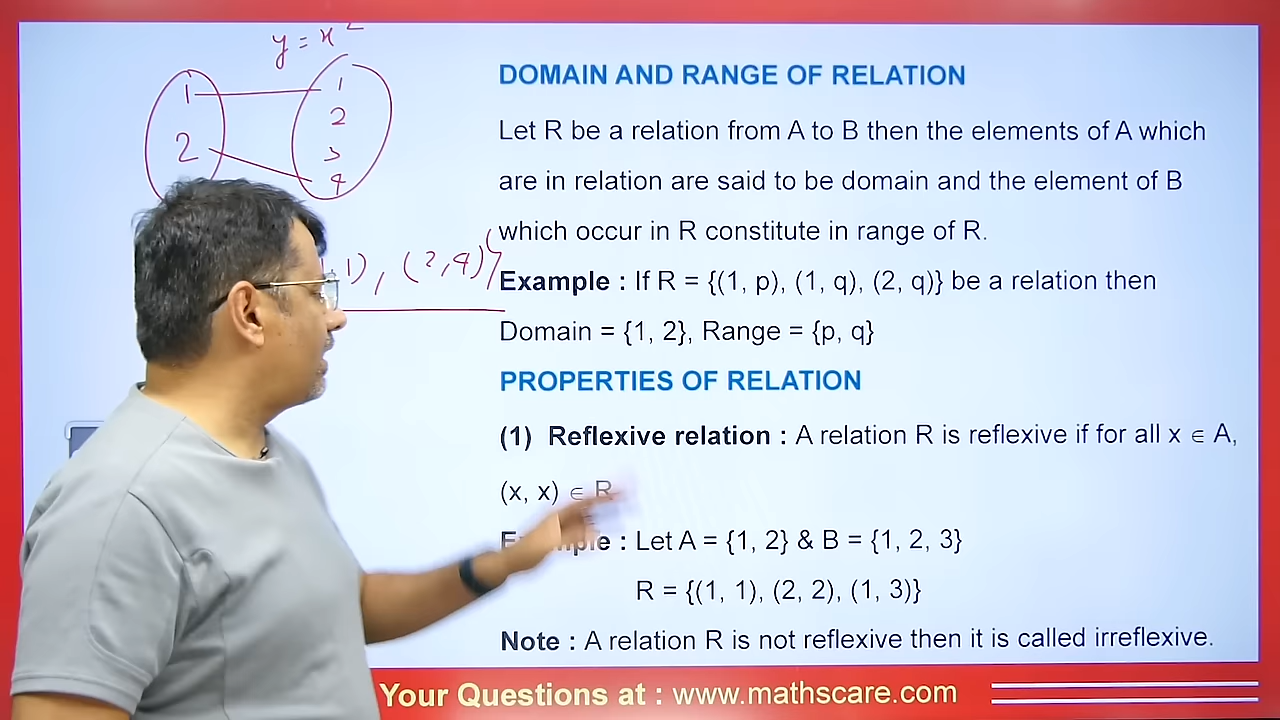 y = x²
1 1
2 2
3
4
1), (2,4)}
DOMAIN AND RANGE OF RELATION
Let R be a relation from A to B then the elements of A which
are in relation are said to be domain and the element of B
which occur in R constitute in range of R.
Example : If R = {(1, p), (1, q), (2, q)} be a relation then
Domain = {1, 2}, Range = {p, q}
PROPERTIES OF RELATION
(1) Reflexive relation : A relation R is reflexive if for all x ∈ A,
(x, x) ∈ R
Example : Let A = {1, 2} & B = {1, 2, 3}
R = {(1, 1), (2, 2), (1, 3)}
Note : A relation R is not reflexive then it is called irreflexive.
Your Questions at : www.mathscare.com